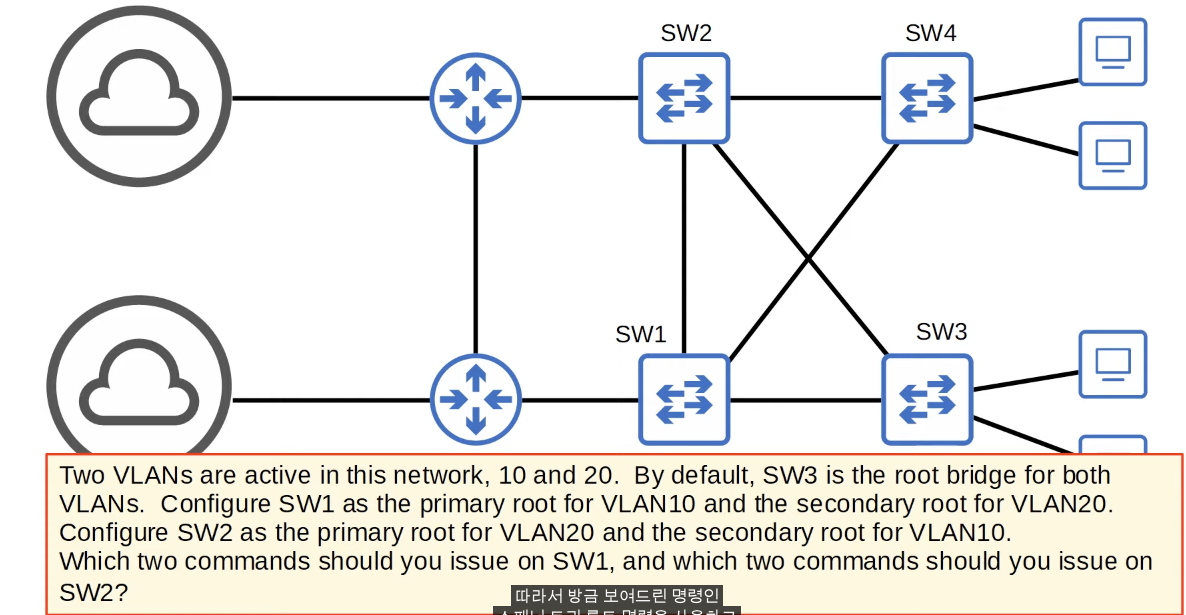 SW2
SW4
SW1
SW3
Two VLANs are active in this network, 10 and 20.  By default, SW3 is the root bridge for both
VLANs.  Configure SW1 as the primary root for VLAN10 and the secondary root for VLAN20.
Configure SW2 as the primary root for VLAN20 and the secondary root for VLAN10.
Which two commands should you issue on SW1, and which two commands should you issue on
SW2?
따라서 방금 보여드린 명령인